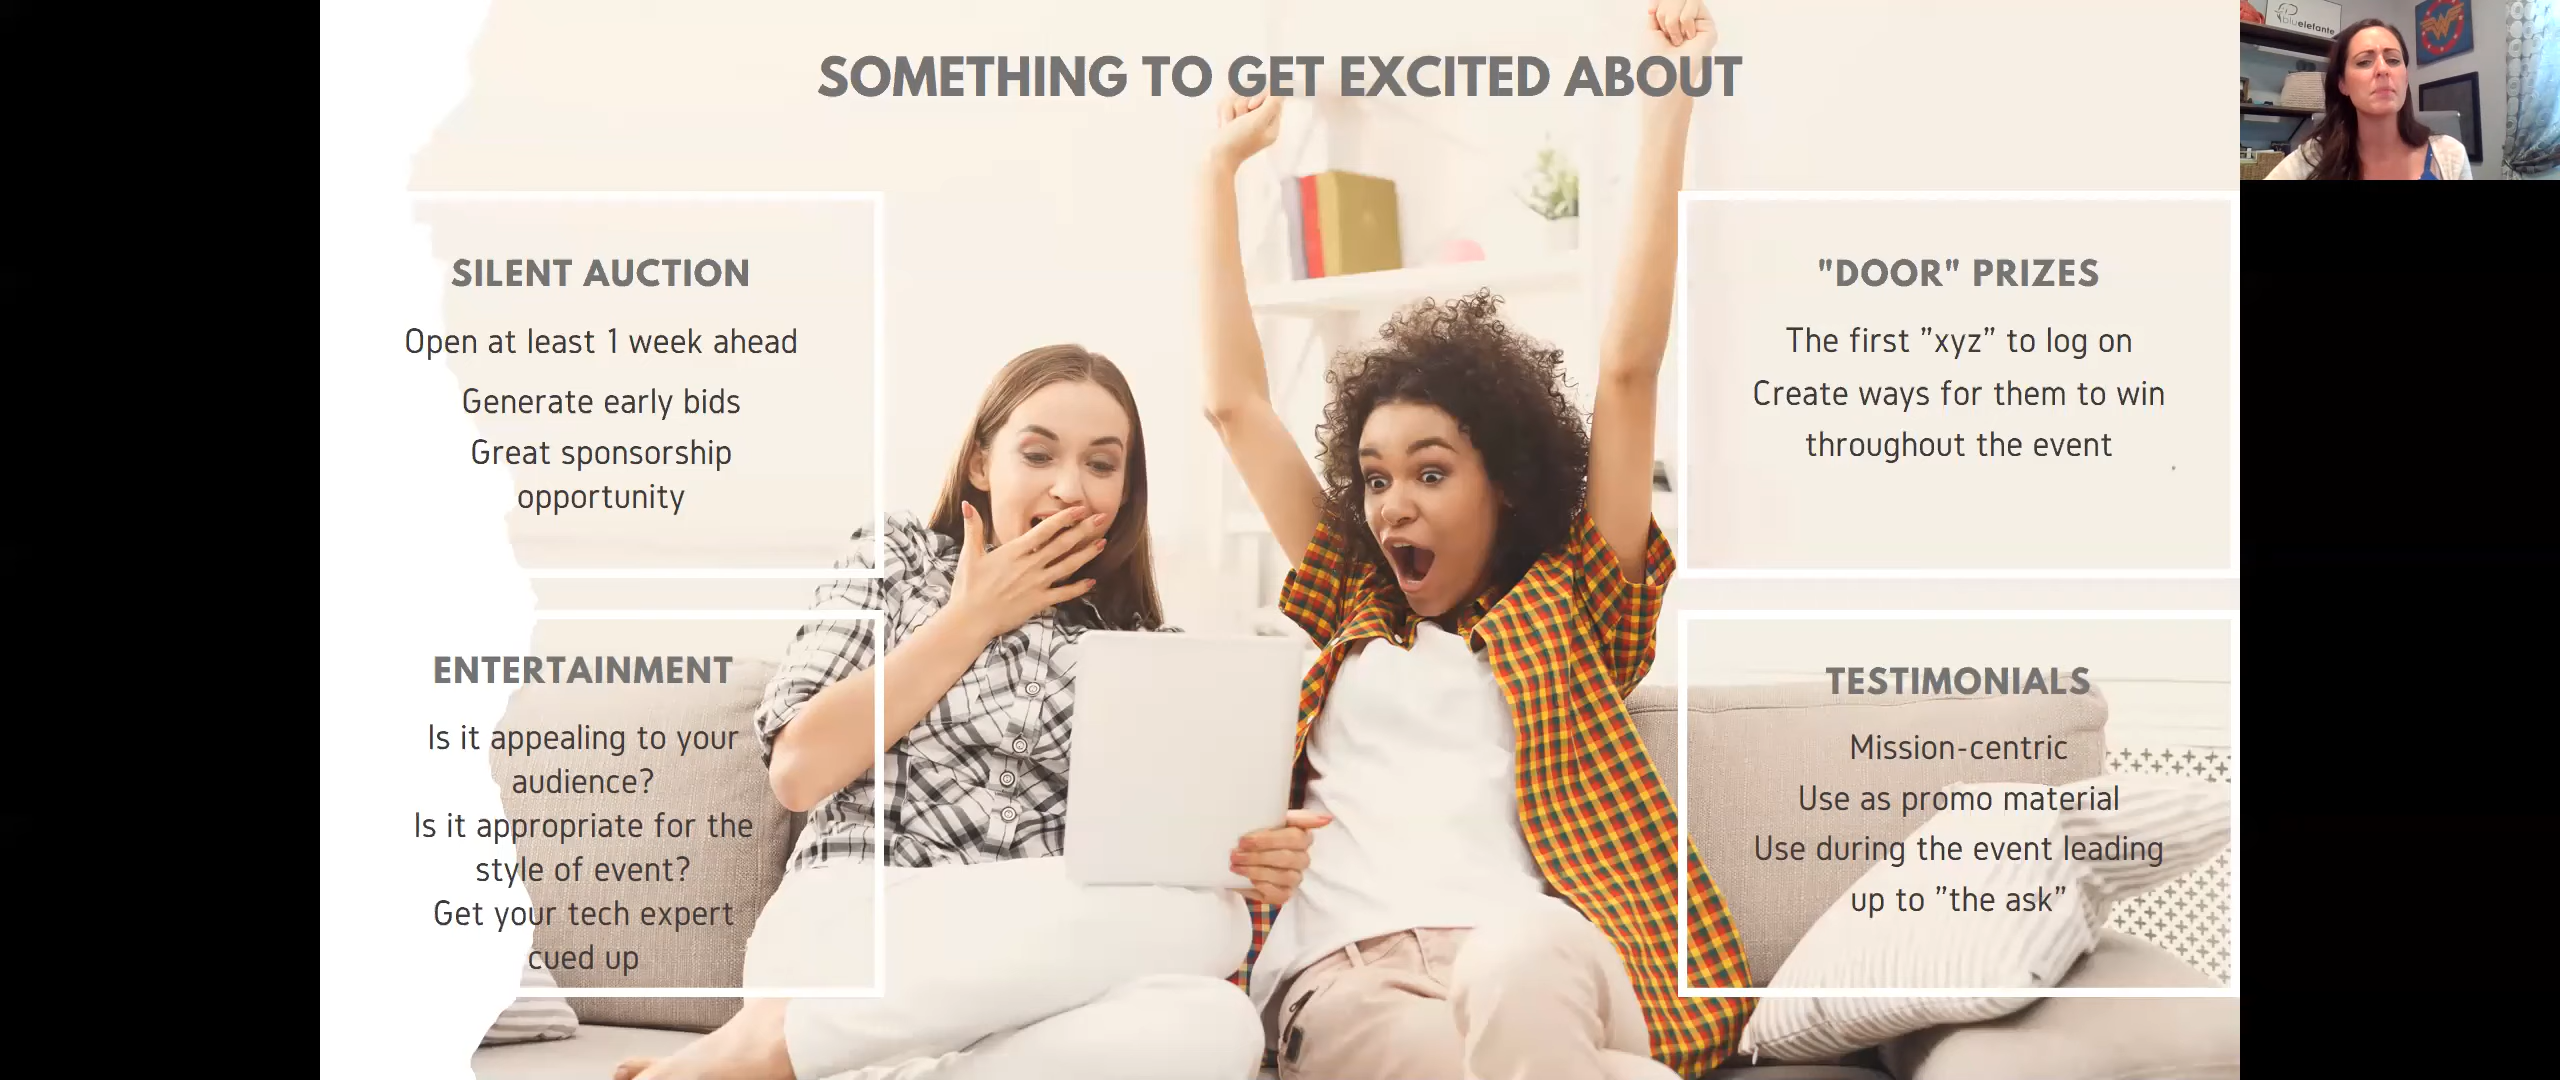 SOMETHING TO GET EXCITED ABOUT
SILENT AUCTION
Open at least 1 week ahead
Generate early bids
Great sponsorship
opportunity
"DOOR" PRIZES
The first ”xyz” to log on
Create ways for them to win
throughout the event
ENTERTAINMENT
Is it appealing to your
audience?
Is it appropriate for the
style of event?
Get your tech expert
cued up
TESTIMONIALS
Mission-centric
Use as promo material
Use during the event leading
up to ”the ask”
bluelefante